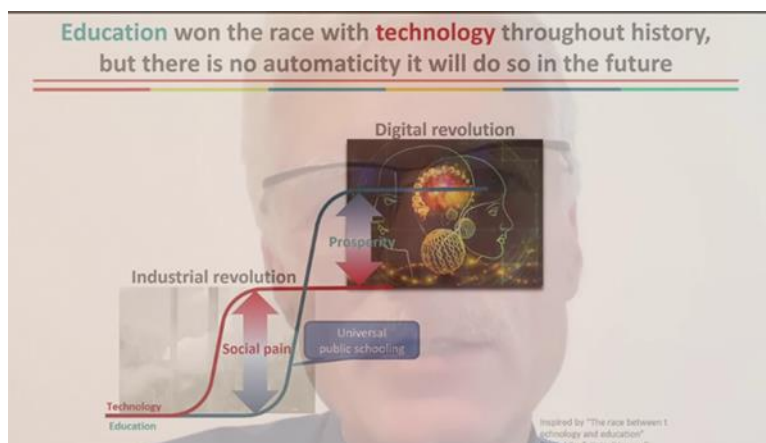 Education won the race with technology throughout history,
but there is no automaticity it will do so in the future
Digital revolution
Prosperity
Industrial revolution
Universal
public schooling
Social pain
Technology
Education
Inspired by "The race between t
echnology and education"